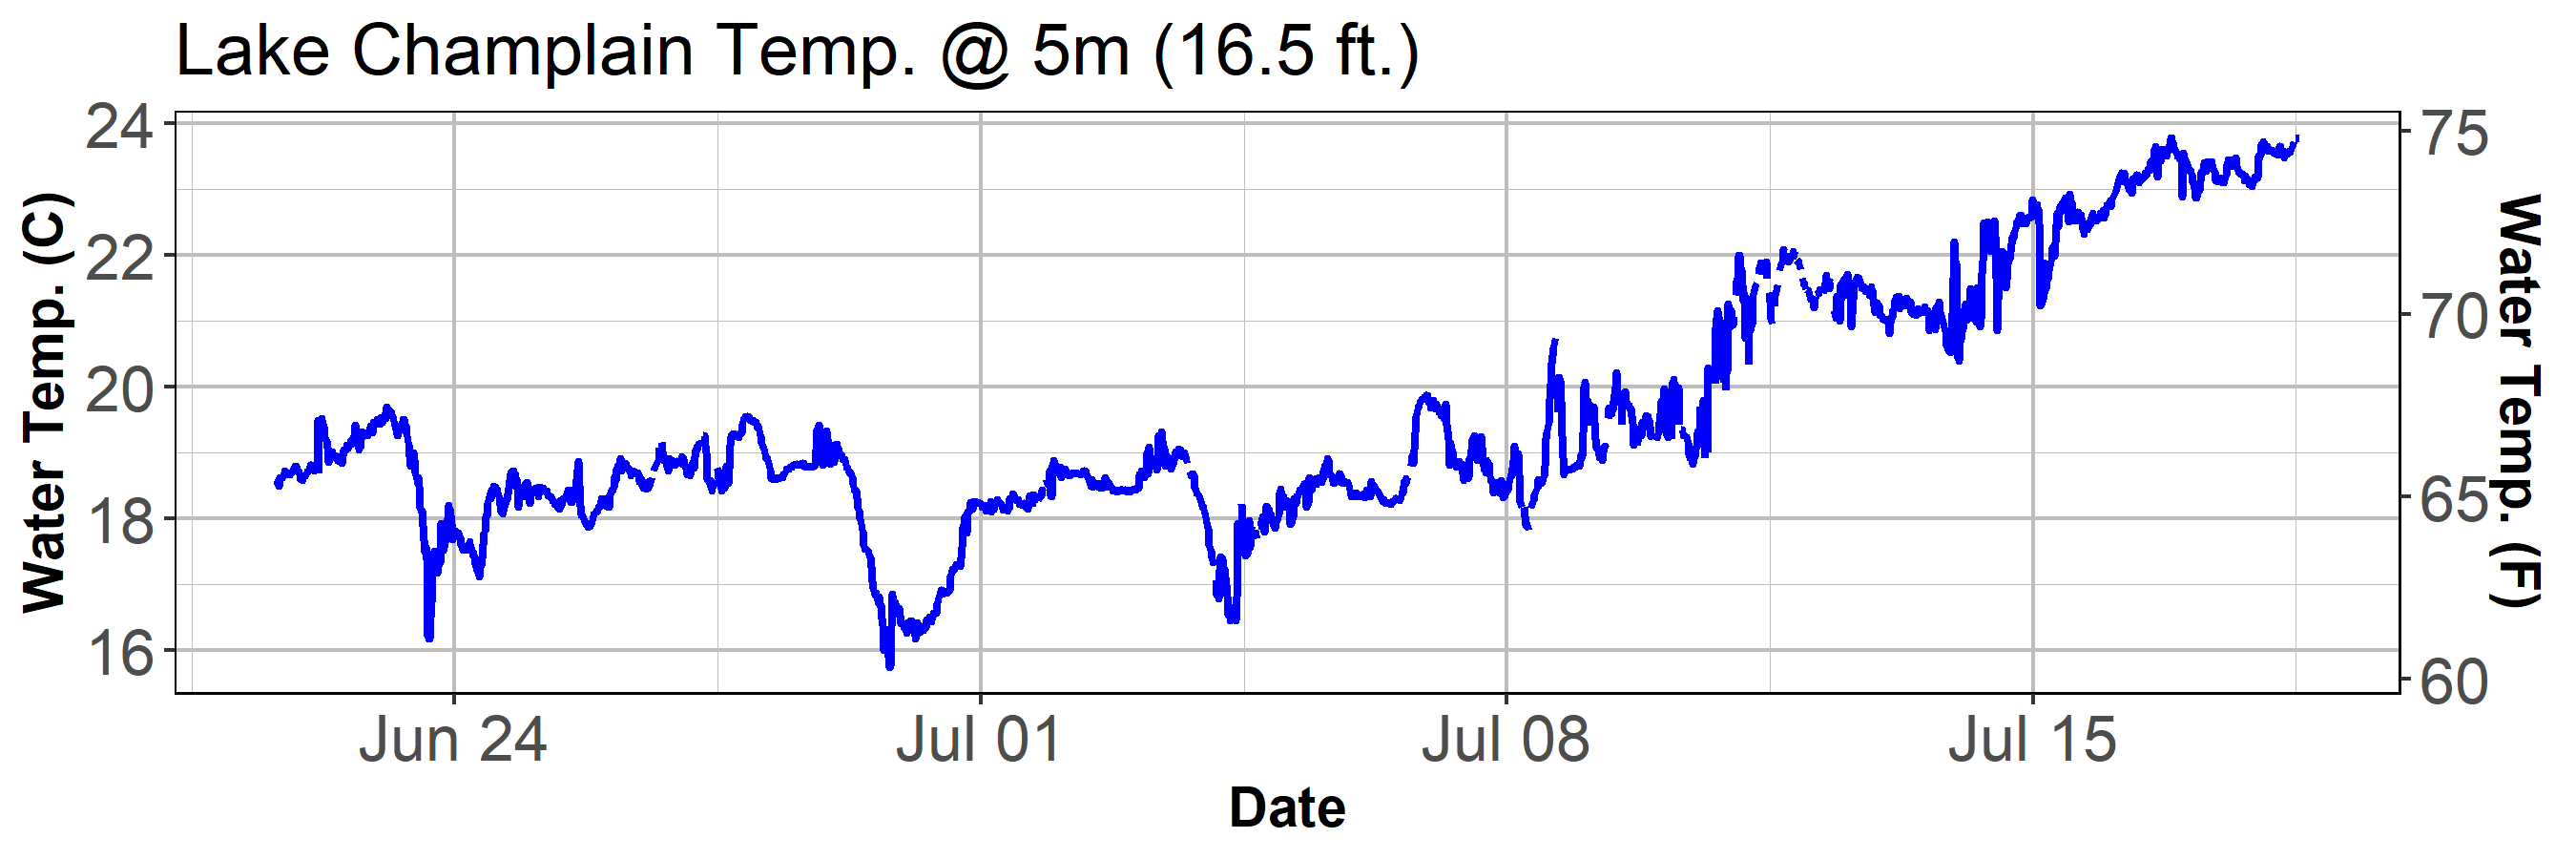 Lake Champlain Temp. @ 5m (16.5 ft.)
Water Temp. (C)
24
22
20
18
16
75
70
65
60
Water Temp. (F)
Jun 24
Jul 01
Jul 08
Jul 15
Date